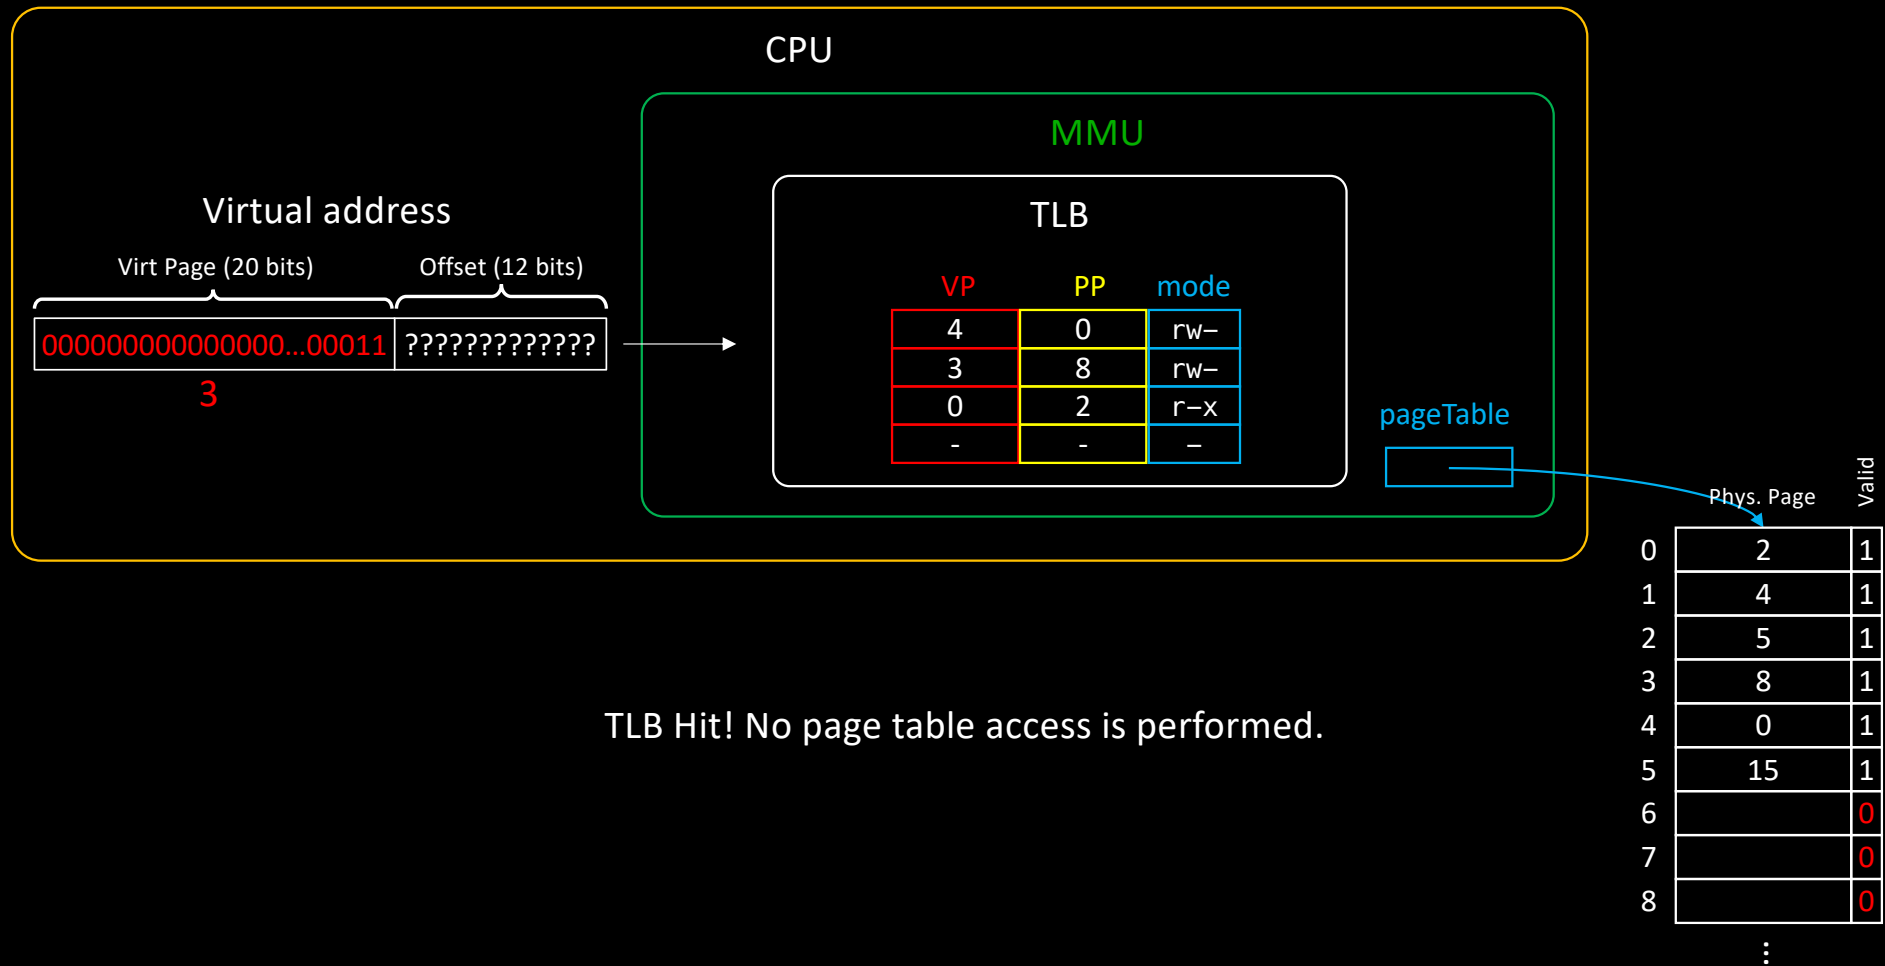 CPU
MMU
TLB
Virtual address
Virt Page (20 bits) Offset (12 bits)
000000000000000...00011 ?????????????
3
VP PP mode
4 0 rw-
3 8 rw-
0 2 r-x
- - -
pageTable
Phys. Page Valid
0 2 1
1 4 1
2 5 1
3 8 1
4 0 1
5 15 1
6 0
7 0
8 0
...
TLB Hit! No page table access is performed.